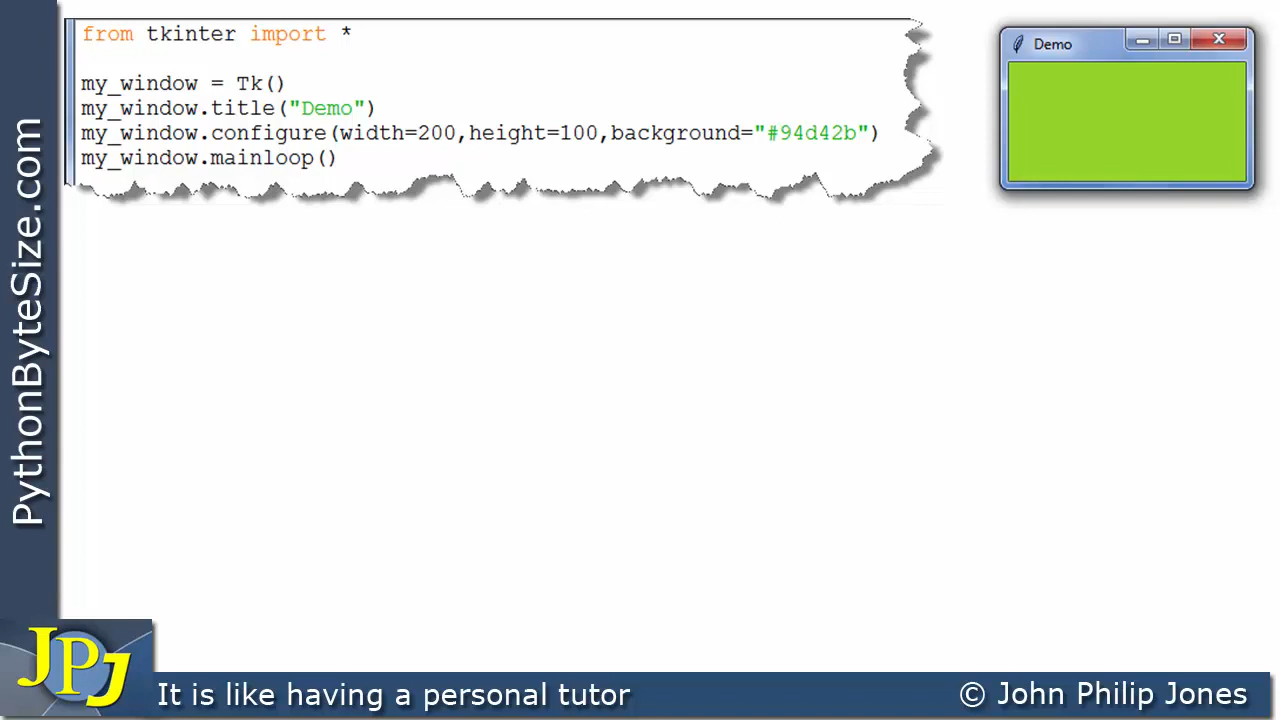 from tkinter import *
my_window = Tk()
my_window.title("Demo")
my_window.configure(width=200,height=100,background="#94d42b")
my_window.mainloop()
Demo
PythonByteSize.com
JPJ
It is like having a personal tutor
© John Philip Jones